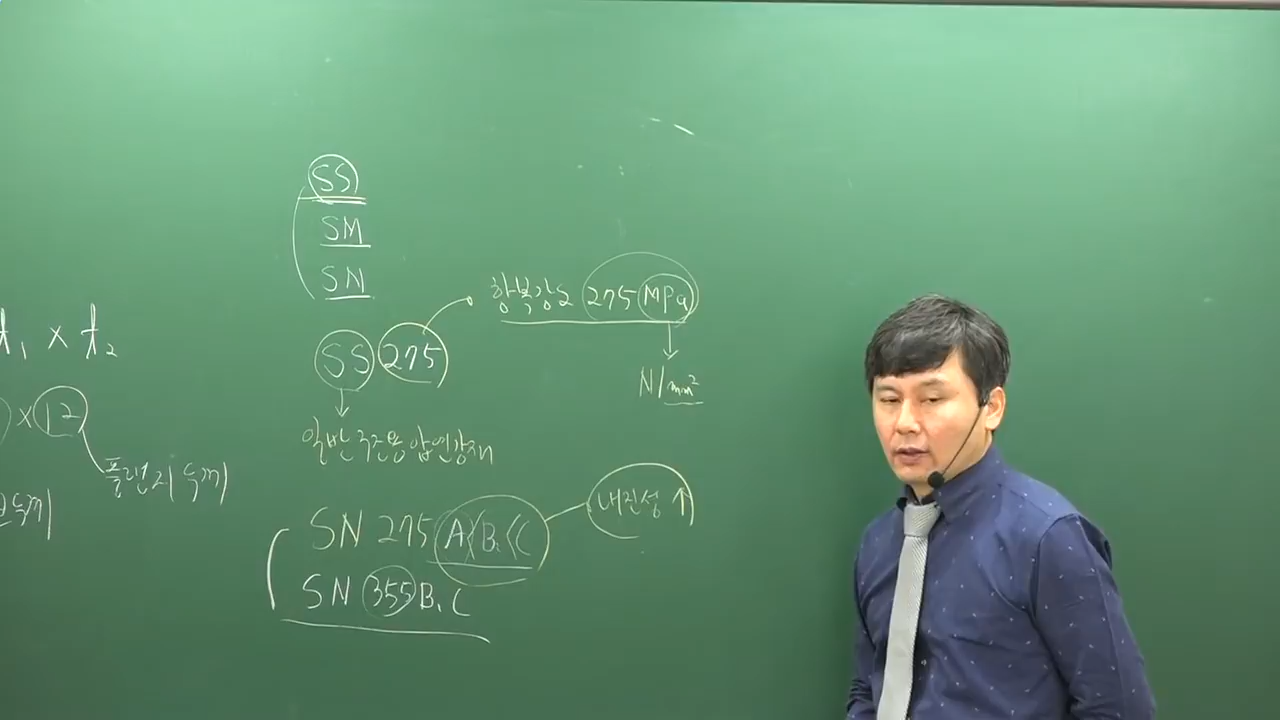 SS
SM
SN
SS 275
항복강도 275 MPa
N/mm²
일반구조용압연강재
SN 275 A<B<C
내진성 ↑
SN 355 B, C
t₁ × t₂
× 12
플랜지 두께
두께